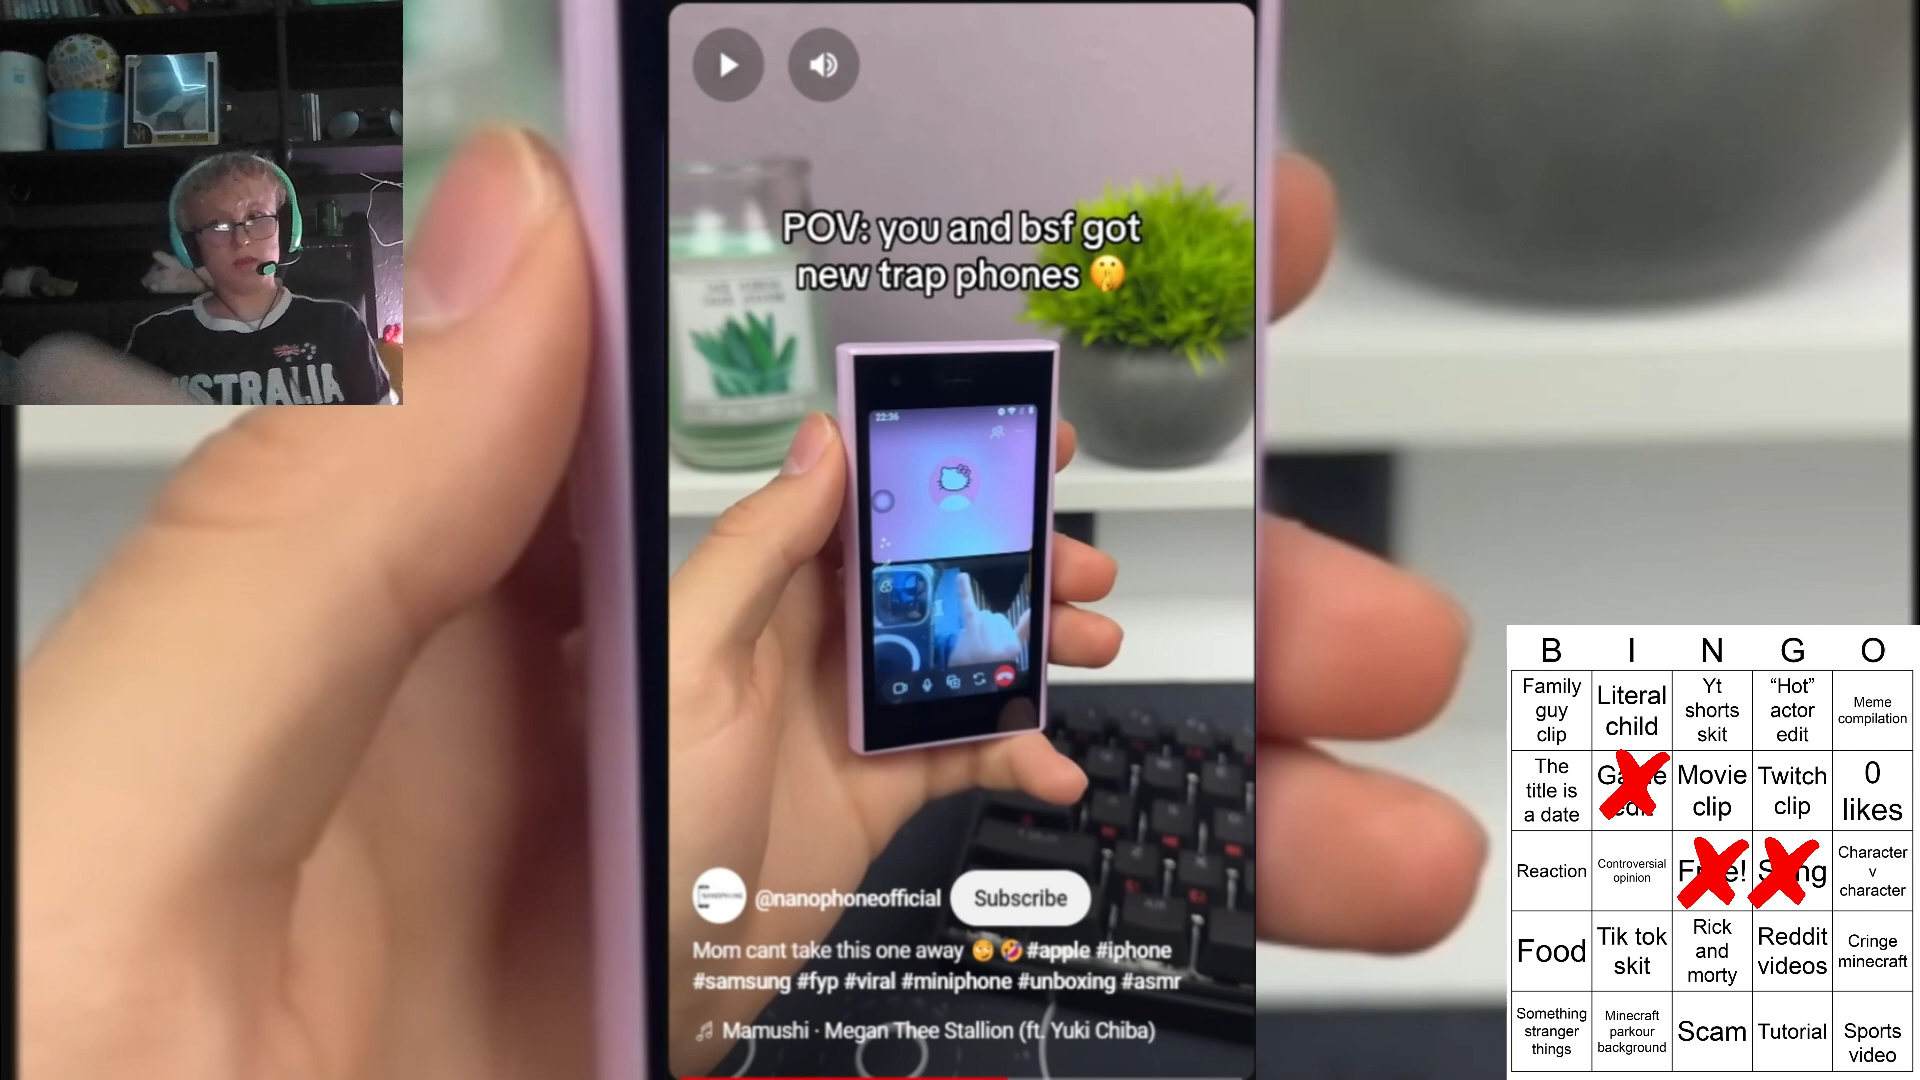 POV: you and bsf got
new trap phones 🤫
22:36
STRALIA
@nanophoneofficial
Subscribe
Mom cant take this one away 😏 🤣 #apple #iphone
#samsung #fyp #viral #miniphone #unboxing #asmr
Mamushi · Megan Thee Stallion (ft. Yuki Chiba)
B I N G O
Family
guy
clip
Literal
child
Yt
shorts
skit
“Hot”
actor
edit
Meme
compilation
The
title is
a date
Movie
clip
Twitch
clip
0
likes
Reaction
Controversial
opinion
Character
v
character
Food
Tik tok
skit
Rick
and
morty
Reddit
videos
Cringe
minecraft
Something
stranger
things
Minecraft
parkour
background
Scam
Tutorial
Sports
video